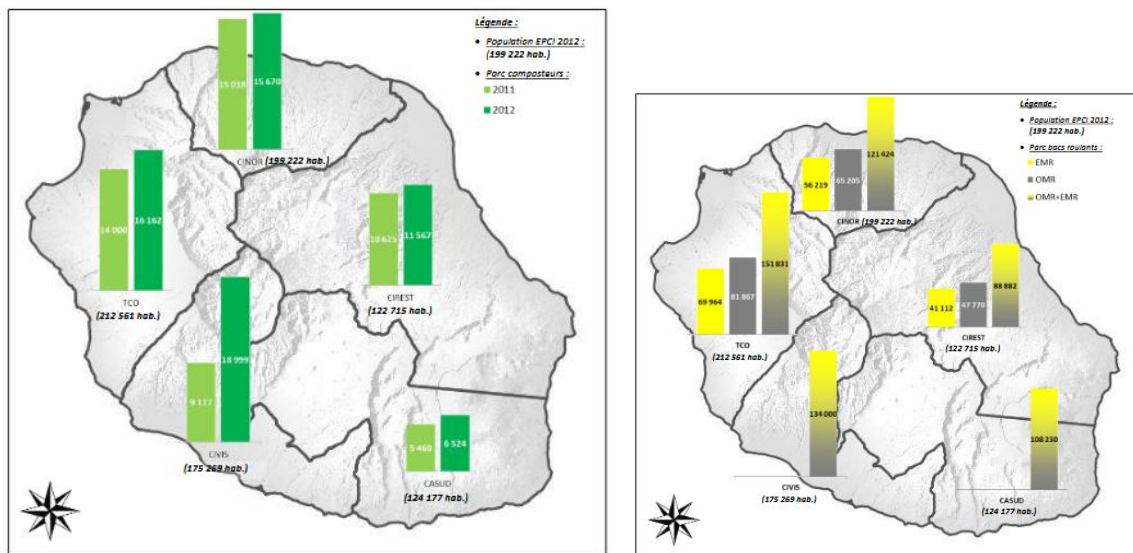 Légende :
• Population EPCI 2012 :
(199 222 hab.)
• Parc composteurs :
2011
2012
15 018
15 670
CINOR (199 222 hab.)
14 000
16 162
TCO
(212 561 hab.)
10 625
11 567
CIREST
(122 715 hab.)
9 117
18 999
CIVIS
(175 269 hab.)
5 460
6 524
CASUD
(124 177 hab.)
Légende :
• Population EPCI 2012 :
(199 222 hab.)
• Parc bacs roulants :
EMR
OMR
OMR+EMR
56 219
65 205
121 424
CINOR (199 222 hab.)
69 964
81 867
151 831
TCO
(212 561 hab.)
41 112
47 770
88 882
CIREST
(122 715 hab.)
134 000
CIVIS
(175 269 hab.)
108 230
CASUD
(124 177 hab.)